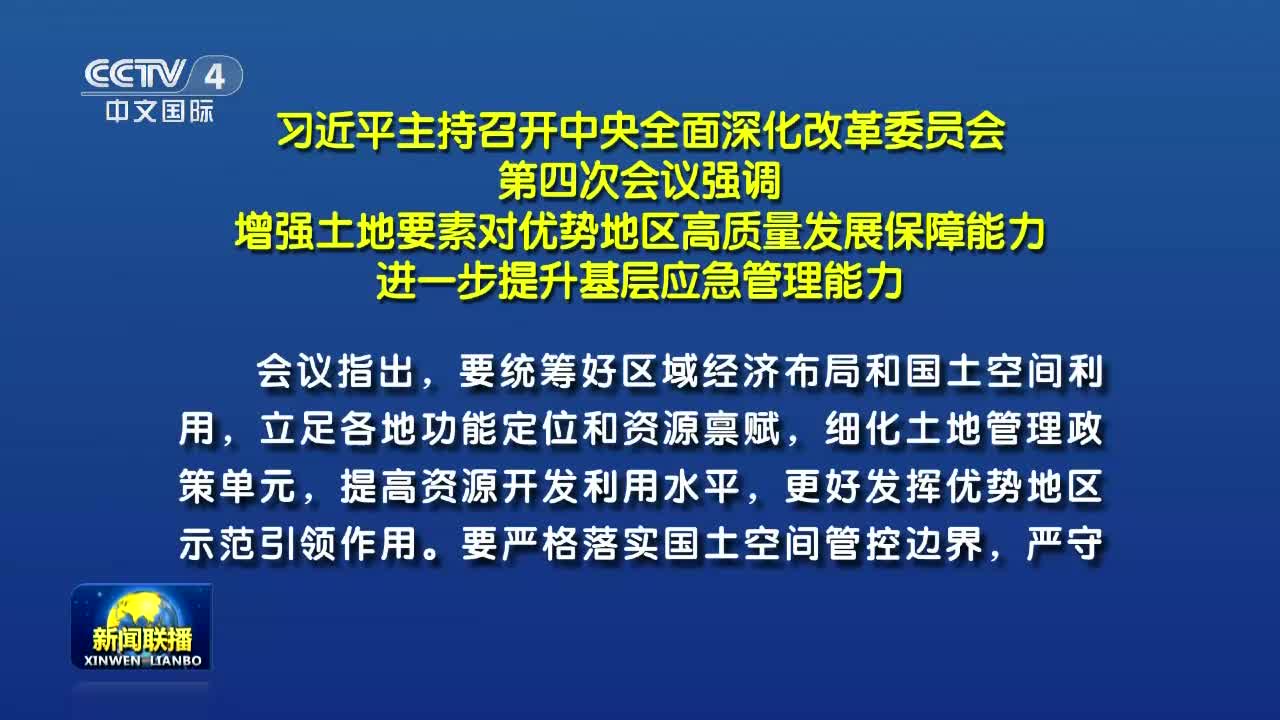 CCTV 4
中文国际
习近平主持召开中央全面深化改革委员会
第四次会议强调
增强土地要素对优势地区高质量发展保障能力
进一步提升基层应急管理能力
会议指出，要统筹好区域经济布局和国土空间利
用，立足各地功能定位和资源禀赋，细化土地管理政
策单元，提高资源开发利用水平，更好发挥优势地区
示范引领作用。要严格落实国土空间管控边界，严守
新闻联播
XINWEN LIANBO